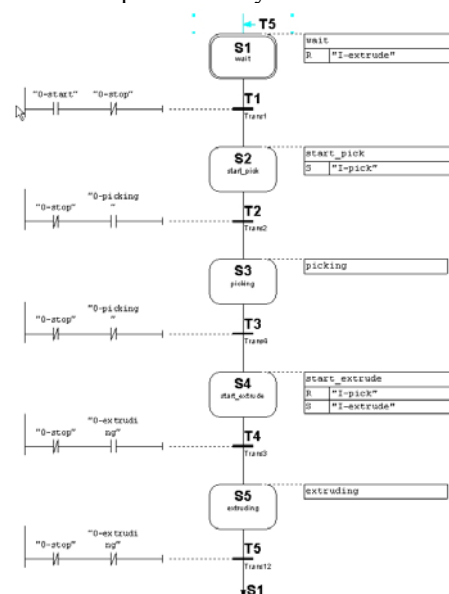 T5
S1
wait
wait
R "I-extrude"
"0-start" "0-stop"
T1
Trans1
S2
start_pick
start_pick
S "I-pick"
"0-picking
"0-stop" "
T2
Trans2
S3
picking
picking
"0-picking
"0-stop" "
T3
S4
start_extrude
start_extrude
R "I-pick"
S "I-extrude"
"0-extrudi
"0-stop" ng"
T4
Trans3
S5
extruding
extruding
"0-extrudi
"0-stop" ng"
T5
Trans12
S1